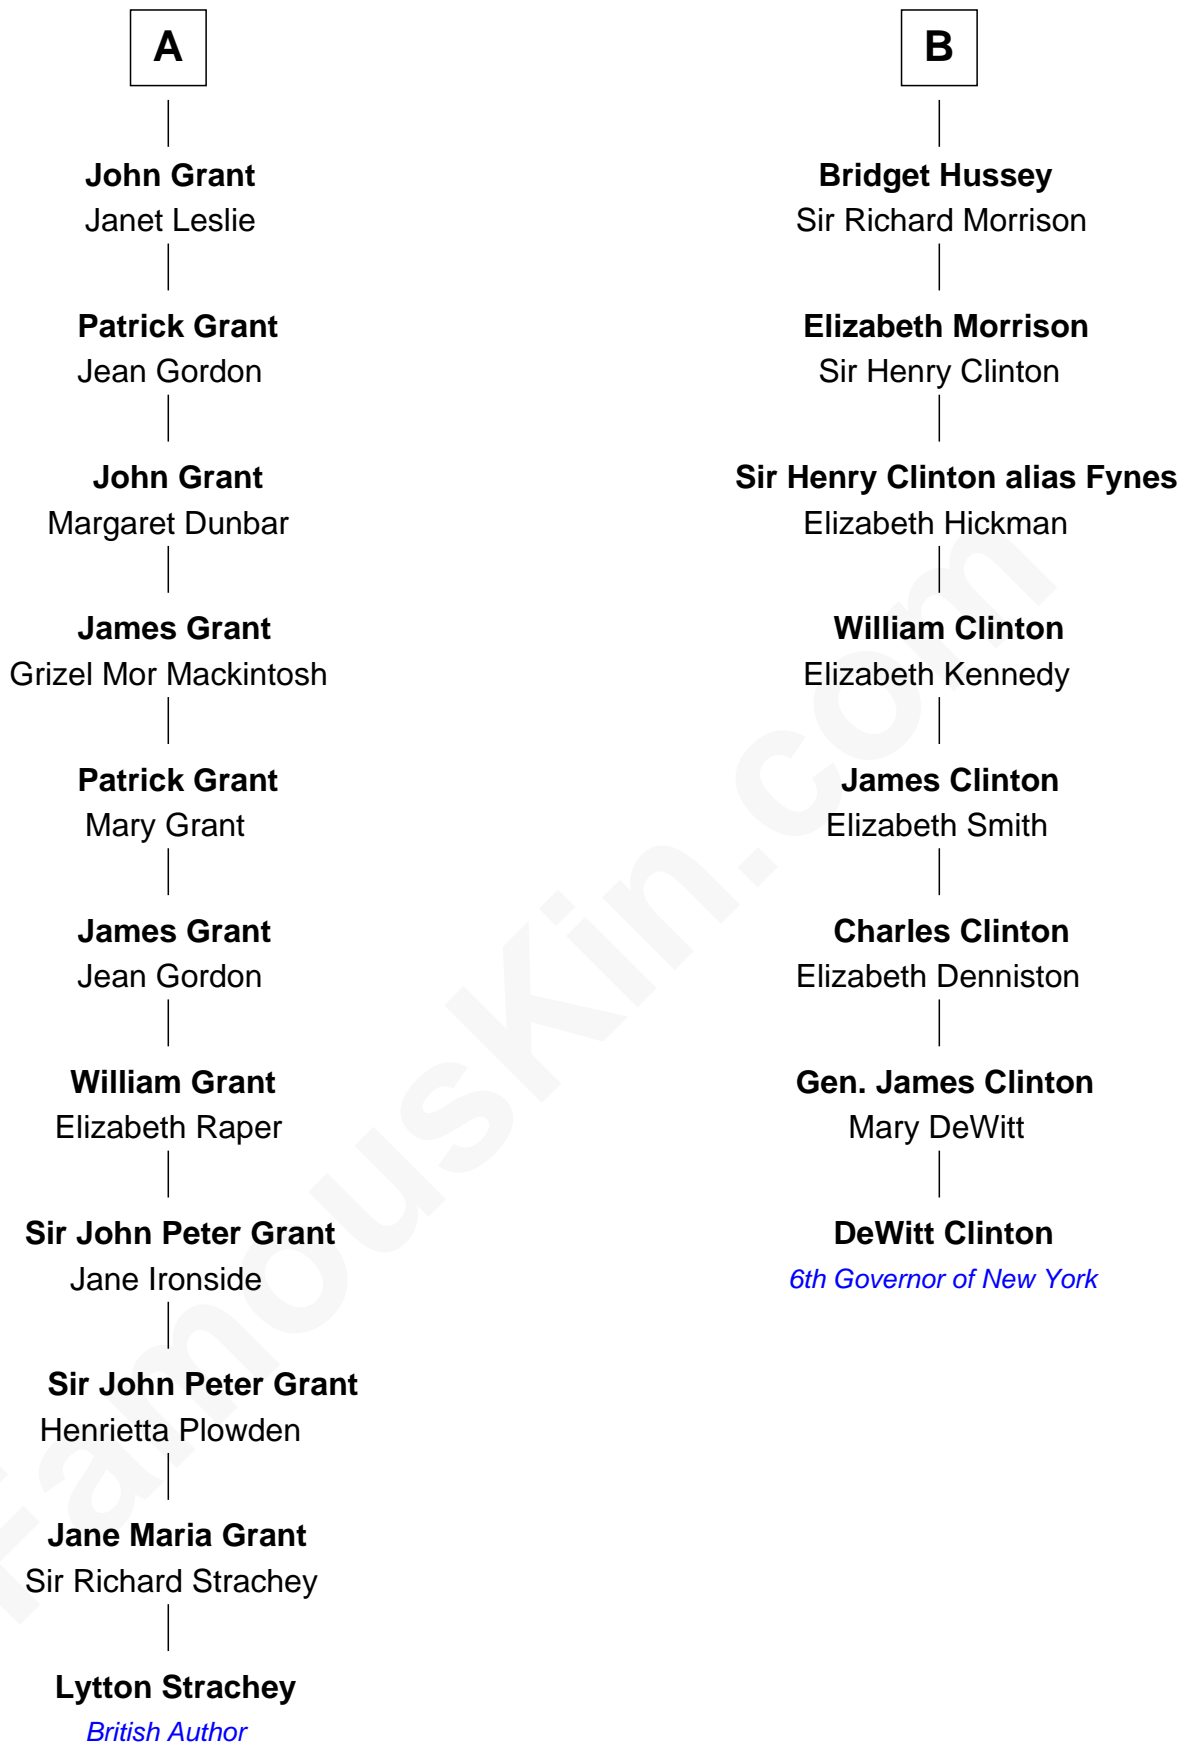 A
John Grant
Janet Leslie
Patrick Grant
Jean Gordon
John Grant
Margaret Dunbar
James Grant
Grizel Mor Mackintosh
Patrick Grant
Mary Grant
James Grant
Jean Gordon
William Grant
Elizabeth Raper
Sir John Peter Grant
Jane Ironside
Sir John Peter Grant
Henrietta Plowden
Jane Maria Grant
Sir Richard Strachey
Lytton Strachey
British Author
B
Bridget Hussey
Sir Richard Morrison
Elizabeth Morrison
Sir Henry Clinton
Sir Henry Clinton alias Fynes
Elizabeth Hickman
William Clinton
Elizabeth Kennedy
James Clinton
Elizabeth Smith
Charles Clinton
Elizabeth Denniston
Gen. James Clinton
Mary DeWitt
DeWitt Clinton
6th Governor of New York
FamousKin.com